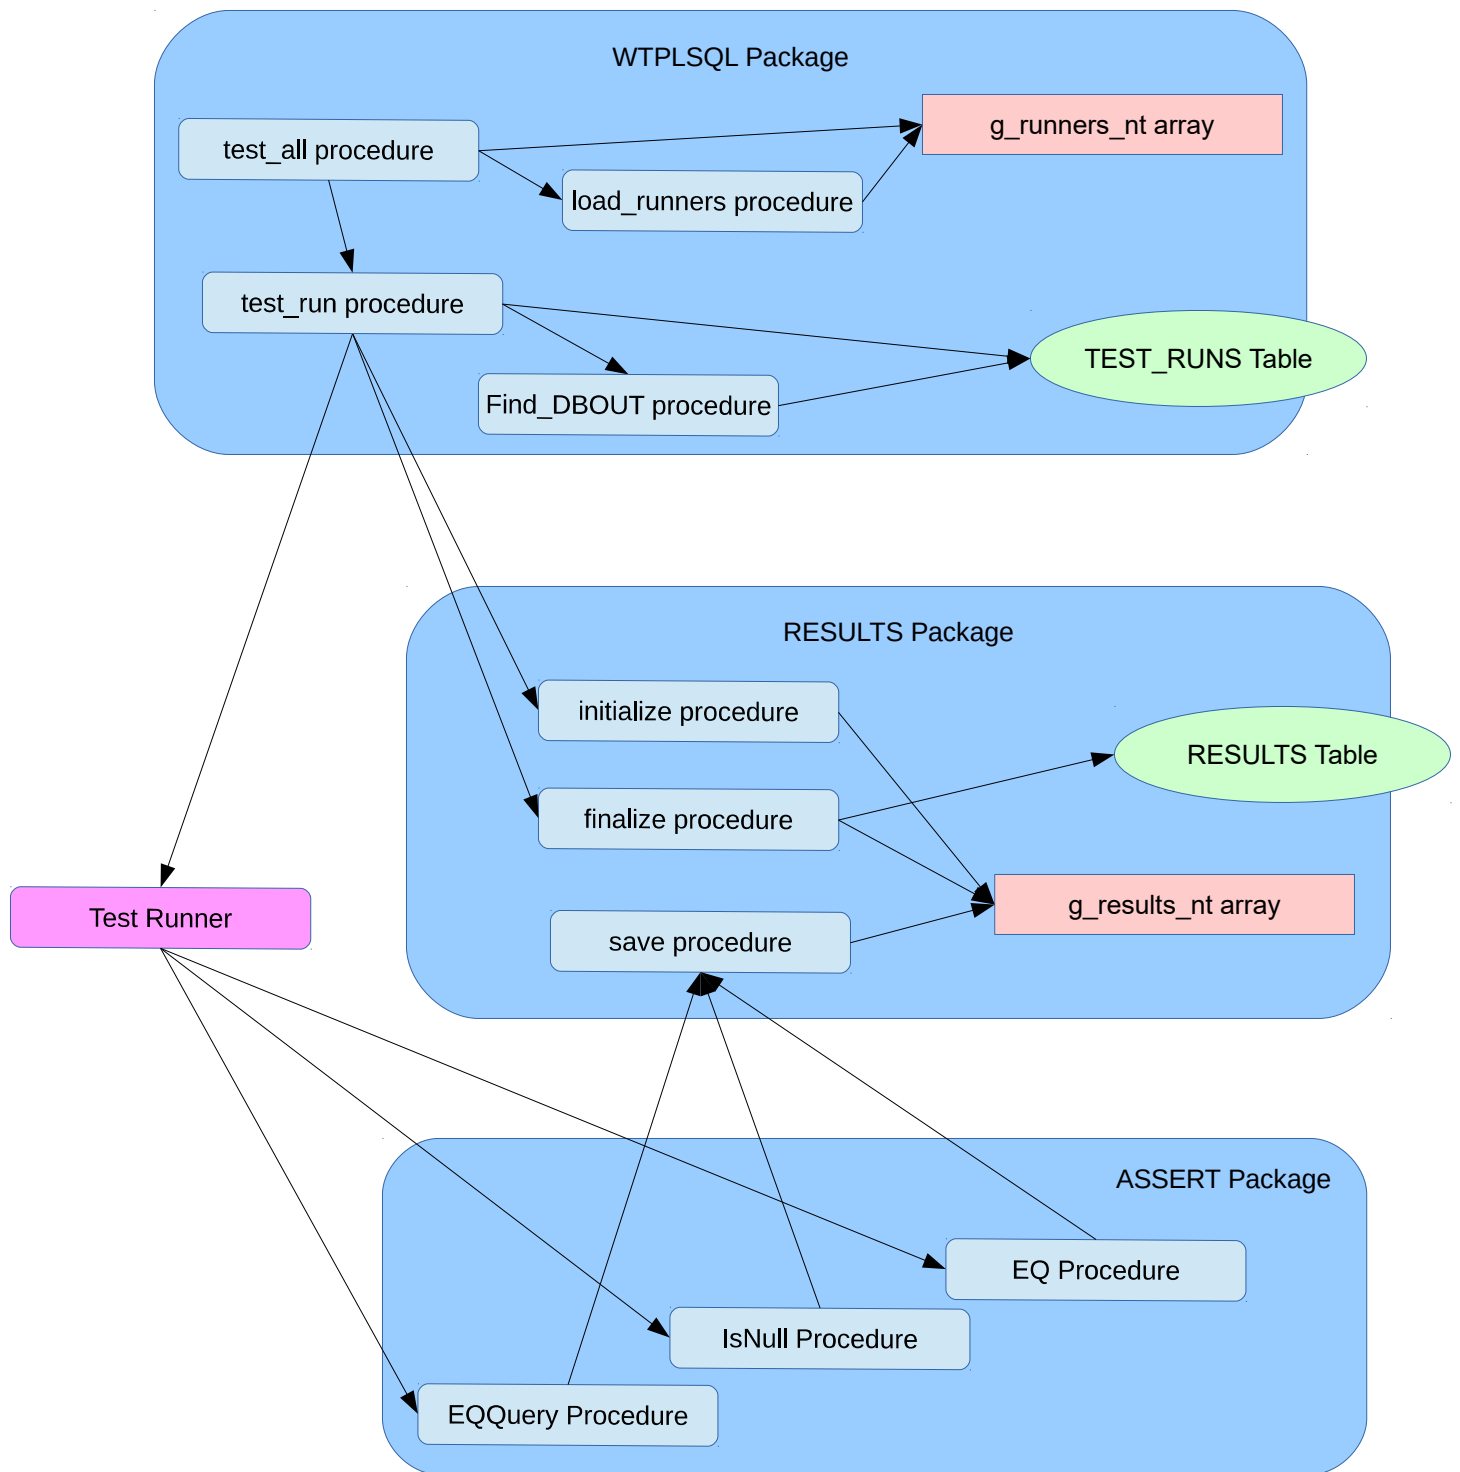 WTPLSQL Package
g_runners_nt array
test_all procedure
load_runners procedure
test_run procedure
TEST_RUNS Table
Find_DBOUT procedure
RESULTS Package
initialize procedure
RESULTS Table
finalize procedure
g_results_nt array
Test Runner
save procedure
ASSERT Package
EQ Procedure
IsNull Procedure
EQQuery Procedure